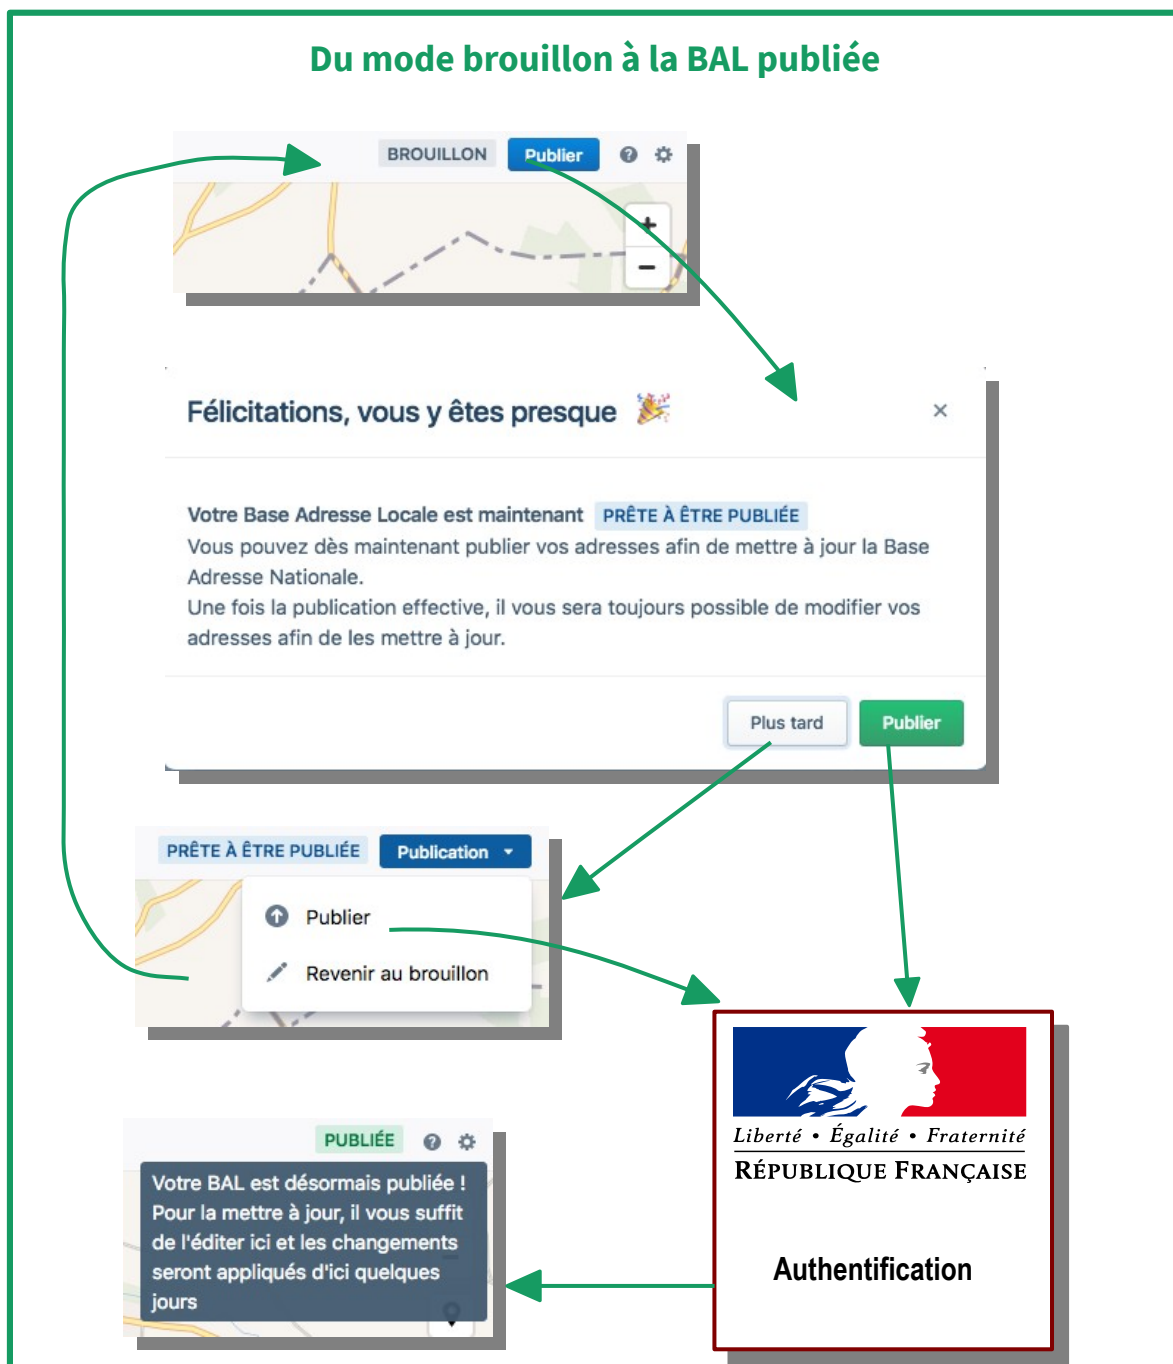 Du mode brouillon à la BAL publiée
BROUILLON Publier
+
−
Félicitations, vous y êtes presque
Votre Base Adresse Locale est maintenant PRÊTE À ÊTRE PUBLIÉE
Vous pouvez dès maintenant publier vos adresses afin de mettre à jour la Base
Adresse Nationale.
Une fois la publication effective, il vous sera toujours possible de modifier vos
adresses afin de les mettre à jour.
Plus tard Publier
PRÊTE À ÊTRE PUBLIÉE Publication
Publier
Revenir au brouillon
Liberté • Égalité • Fraternité
RÉPUBLIQUE FRANÇAISE
Authentification
PUBLIÉE
Votre BAL est désormais publiée !
Pour la mettre à jour, il vous suffit
de l'éditer ici et les changements
seront appliqués d'ici quelques
jours